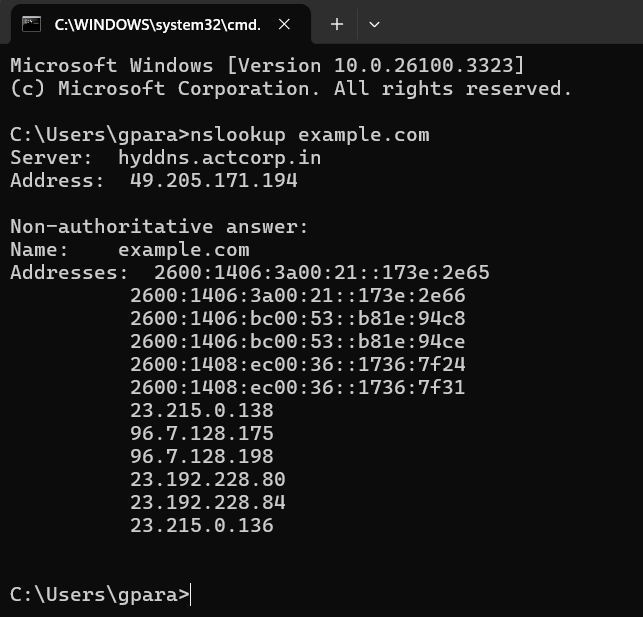 C:\WINDOWS\system32\cmd.
Microsoft Windows [Version 10.0.26100.3323]
(c) Microsoft Corporation. All rights reserved.
C:\Users\gpara>nslookup example.com
Server:  hyddns.actcorp.in
Address:  49.205.171.194
Non-authoritative answer:
Name:    example.com
Addresses:  2600:1406:3a00:21::173e:2e65
2600:1406:3a00:21::173e:2e66
2600:1406:bc00:53::b81e:94c8
2600:1406:bc00:53::b81e:94ce
2600:1408:ec00:36::1736:7f24
2600:1408:ec00:36::1736:7f31
23.215.0.138
96.7.128.175
96.7.128.198
23.192.228.80
23.192.228.84
23.215.0.136
C:\Users\gpara>